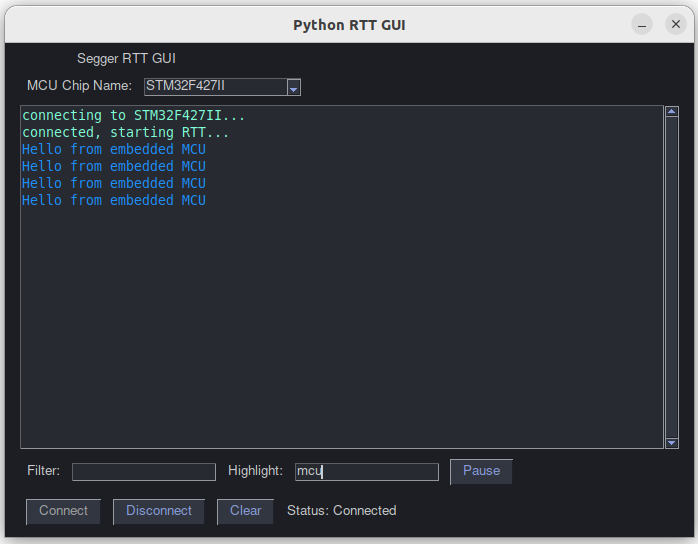 Python RTT GUI
Segger RTT GUI
MCU Chip Name: STM32F427II
connecting to STM32F427II...
connected, starting RTT...
Hello from embedded MCU
Hello from embedded MCU
Hello from embedded MCU
Hello from embedded MCU
Filter: Highlight: mcu Pause
Connect Disconnect Clear Status: Connected